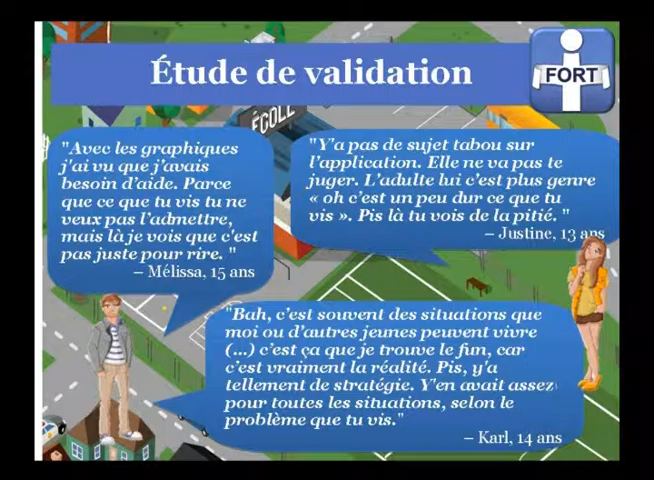 Étude de validation
FORT
ÉCOLE
"Avec les graphiques
j'ai vu que j'avais
besoin d'aide. Parce
que ce que tu vis tu ne
veux pas l'admettre,
mais là je vois que c'est
pas juste pour rire. "
– Mélissa, 15 ans
"Y'a pas de sujet tabou sur
l'application. Elle ne va pas te
juger. L'adulte lui c'est plus genre
« oh c'est un peu dur ce que tu
vis ». Pis là tu vois de la pitié. "
– Justine, 13 ans
"Bah, c'est souvent des situations que
moi ou d'autres jeunes peuvent vivre
(...) c'est ça que je trouve le fun, car
c'est vraiment la réalité. Pis, y'a
tellement de stratégie. Y'en avait assez
pour toutes les situations, selon le
problème que tu vis."
– Karl, 14 ans